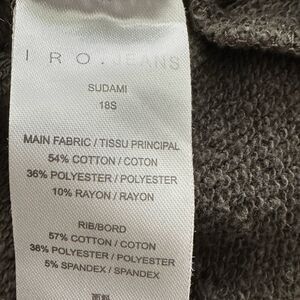 IRO.JEANS
SUDAMI
18S
MAIN FABRIC / TISSU PRINCIPAL
54% COTTON / COTON
36% POLYESTER / POLYESTER
10% RAYON / RAYON
RIB/BORD
57% COTTON / COTON
38% POLYESTER / POLYESTER
5% SPANDEX / SPANDEX